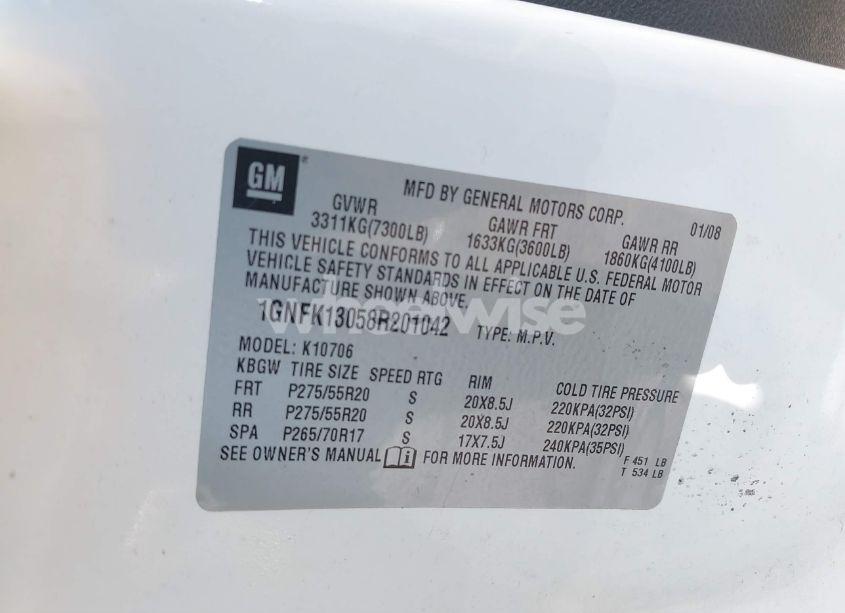 GM
MFD BY GENERAL MOTORS CORP. 01/08
GVWR GAWR FRT GAWR RR
3311KG(7300LB) 1633KG(3600LB) 1860KG(4100LB)
THIS VEHICLE CONFORMS TO ALL APPLICABLE U.S. FEDERAL MOTOR
VEHICLE SAFETY STANDARDS IN EFFECT ON THE DATE OF
MANUFACTURE SHOWN ABOVE.
wheelwise
1GNFK13058R201042 TYPE: M.P.V.
MODEL: K10706
KBGW TIRE SIZE SPEED RTG RIM COLD TIRE PRESSURE
FRT P275/55R20 S 20X8.5J 220KPA(32PSI)
RR P275/55R20 S 20X8.5J 220KPA(32PSI)
SPA P265/70R17 S 17X7.5J 240KPA(35PSI)
SEE OWNER'S MANUAL FOR MORE INFORMATION.
F 451 LB
T 534 LB